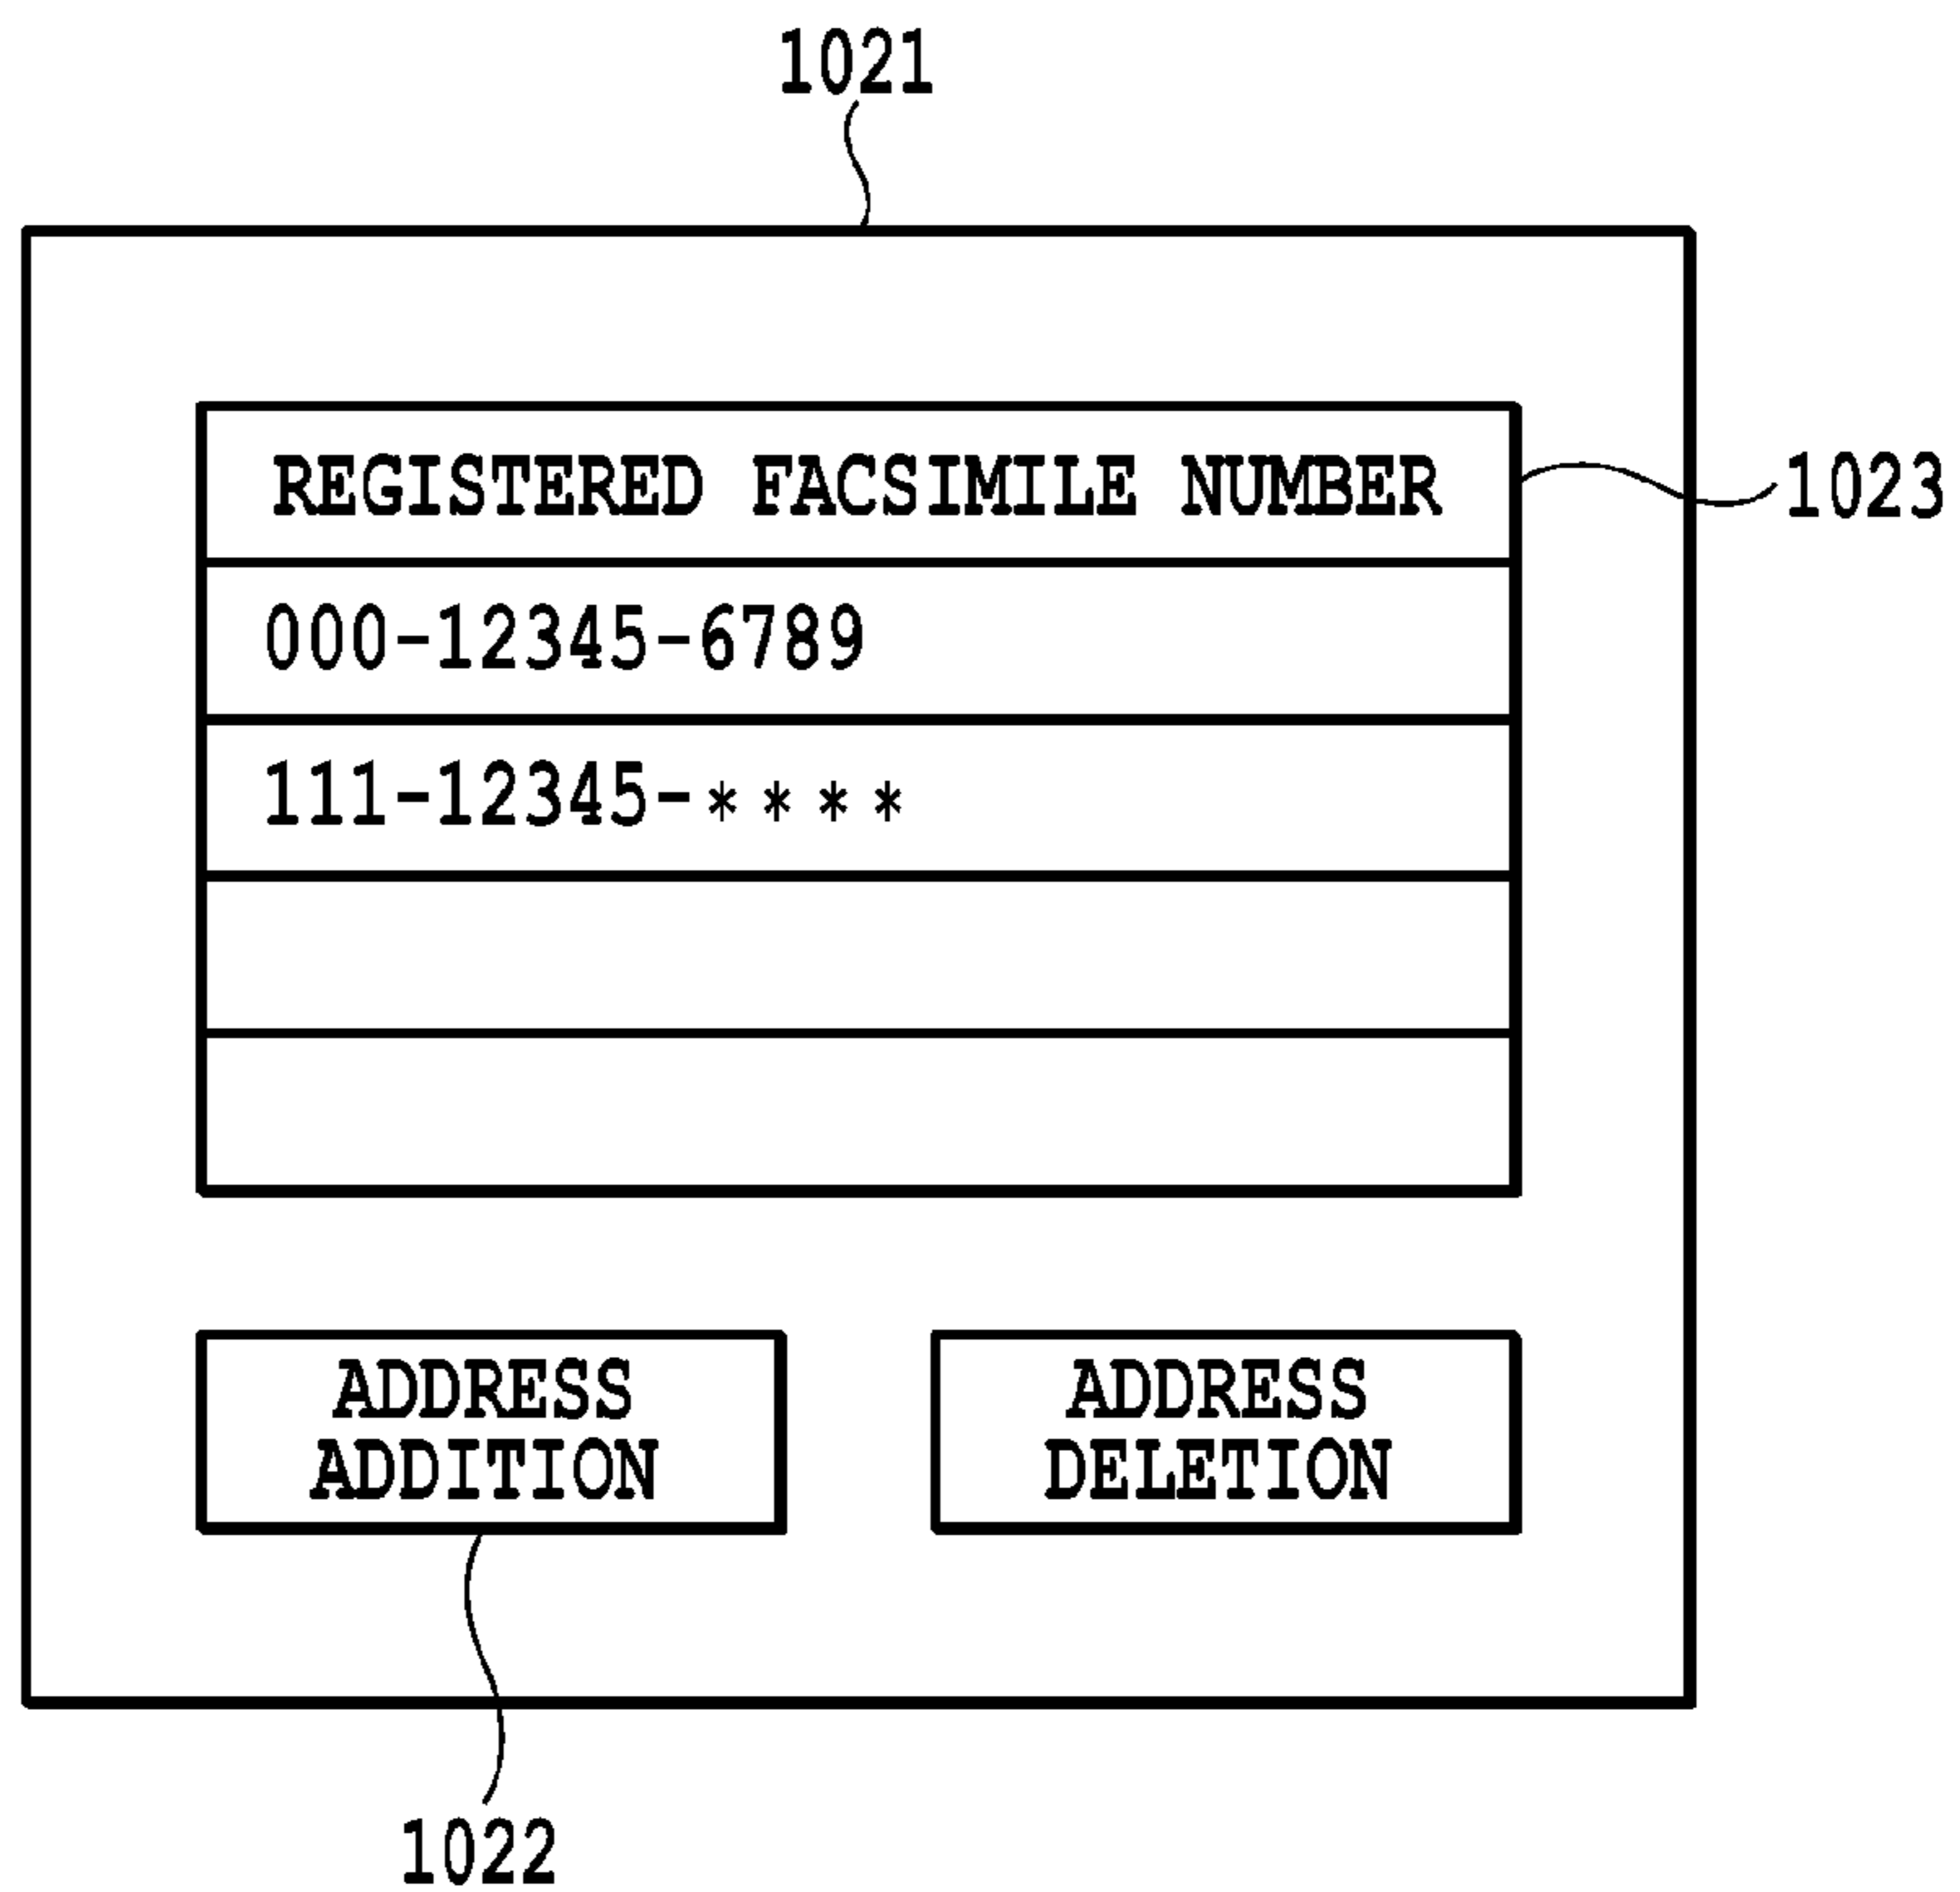 1021
REGISTERED FACSIMILE NUMBER
1023
000-12345-6789
111-12345-****
ADDRESS
ADDITION
ADDRESS
DELETION
1022